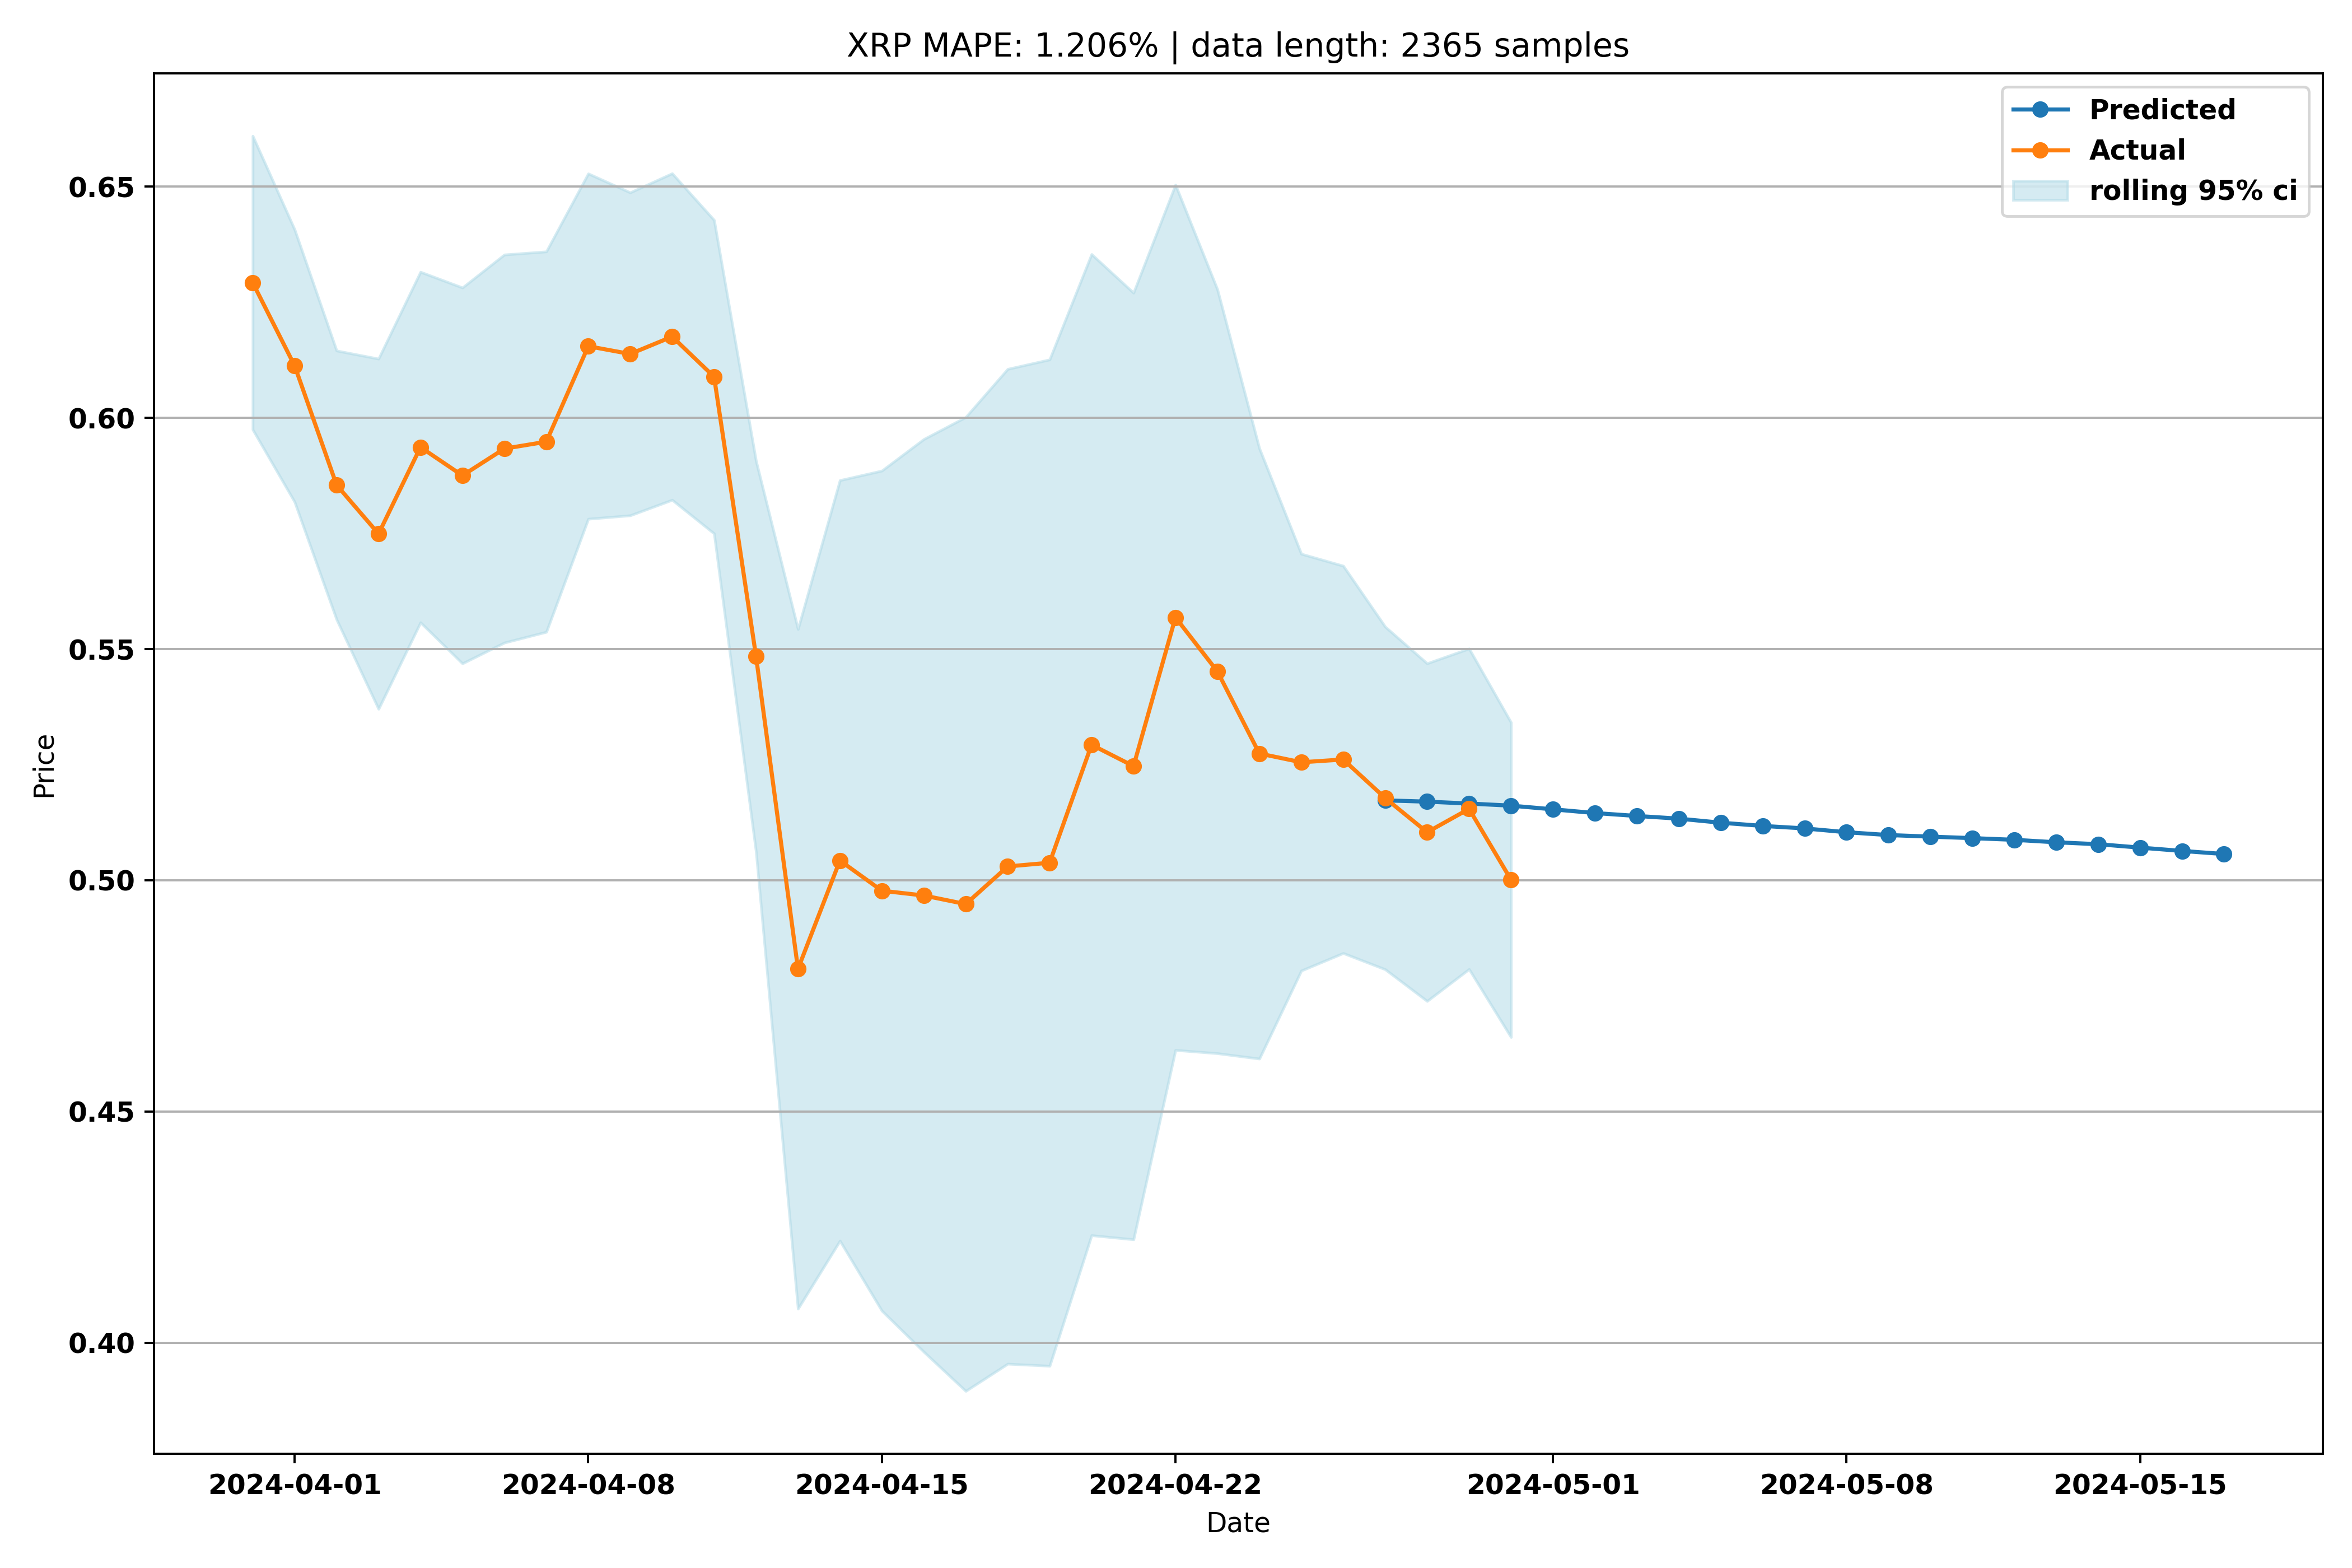 XRP MAPE: 1.206% | data length: 2365 samples
Predicted
Actual
rolling 95% ci
0.65
0.60
0.55
0.50
0.45
0.40
Price
2024-04-01
2024-04-08
2024-04-15
2024-04-22
2024-05-01
2024-05-08
2024-05-15
Date